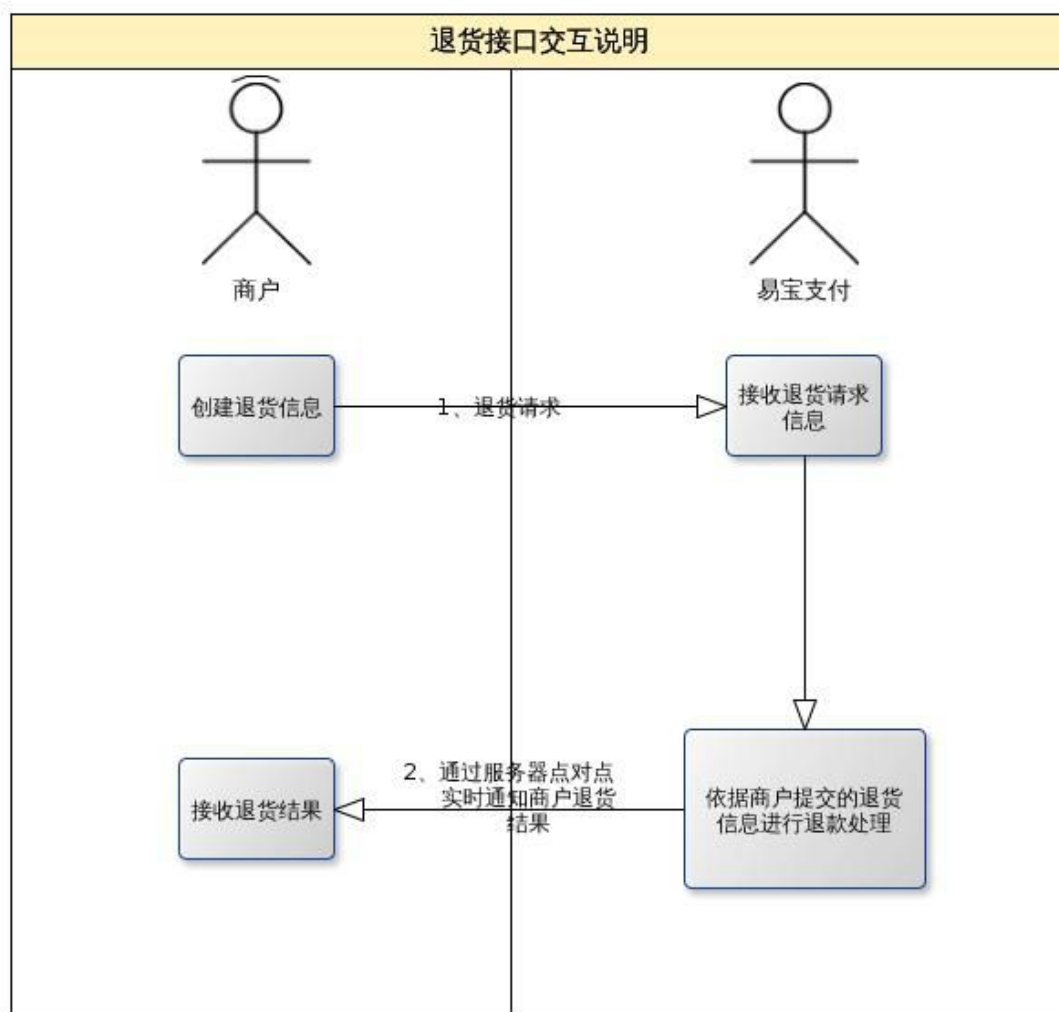 退货接口交互说明
商户
易宝支付
创建退货信息
1、退货请求
接收退货请求
信息
接收退货结果
2、通过服务器点对点
实时通知商户退货
结果
依据商户提交的退货
信息进行退款处理